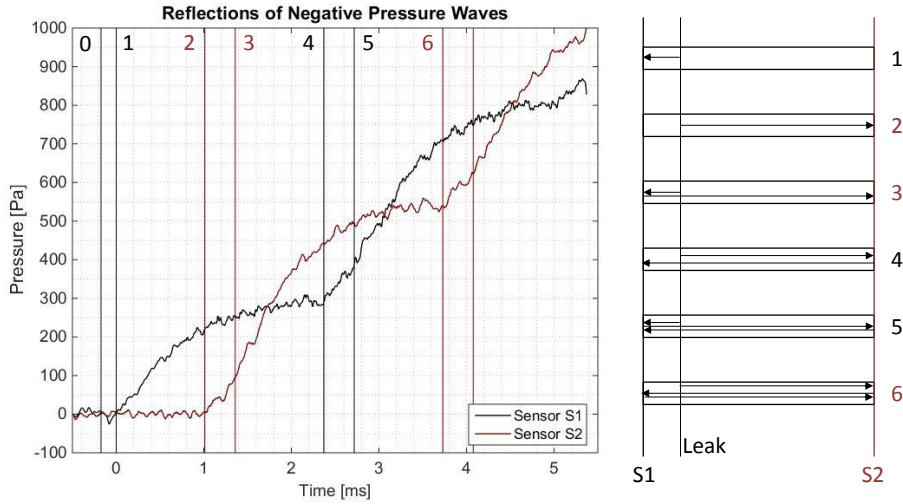 Reflections of Negative Pressure Waves
0 1 2 3 4 5 6
1000
900
800
700
600
500
400
300
200
100
0
-100
Pressure [Pa]
0 1 2 3 4 5
Time [ms]
Sensor S1
Sensor S2
1
2
3
4
5
6
Leak
S1 S2